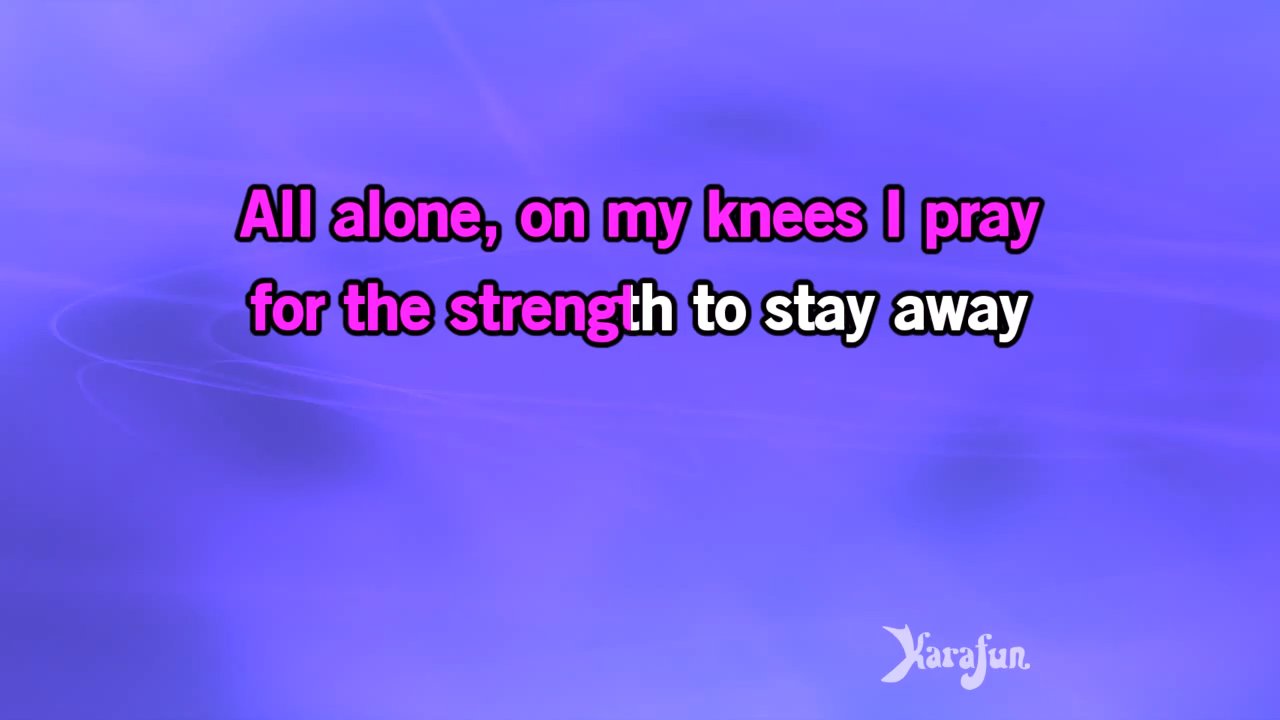 All alone, on my knees I pray
for the strength to stay away
Karafun